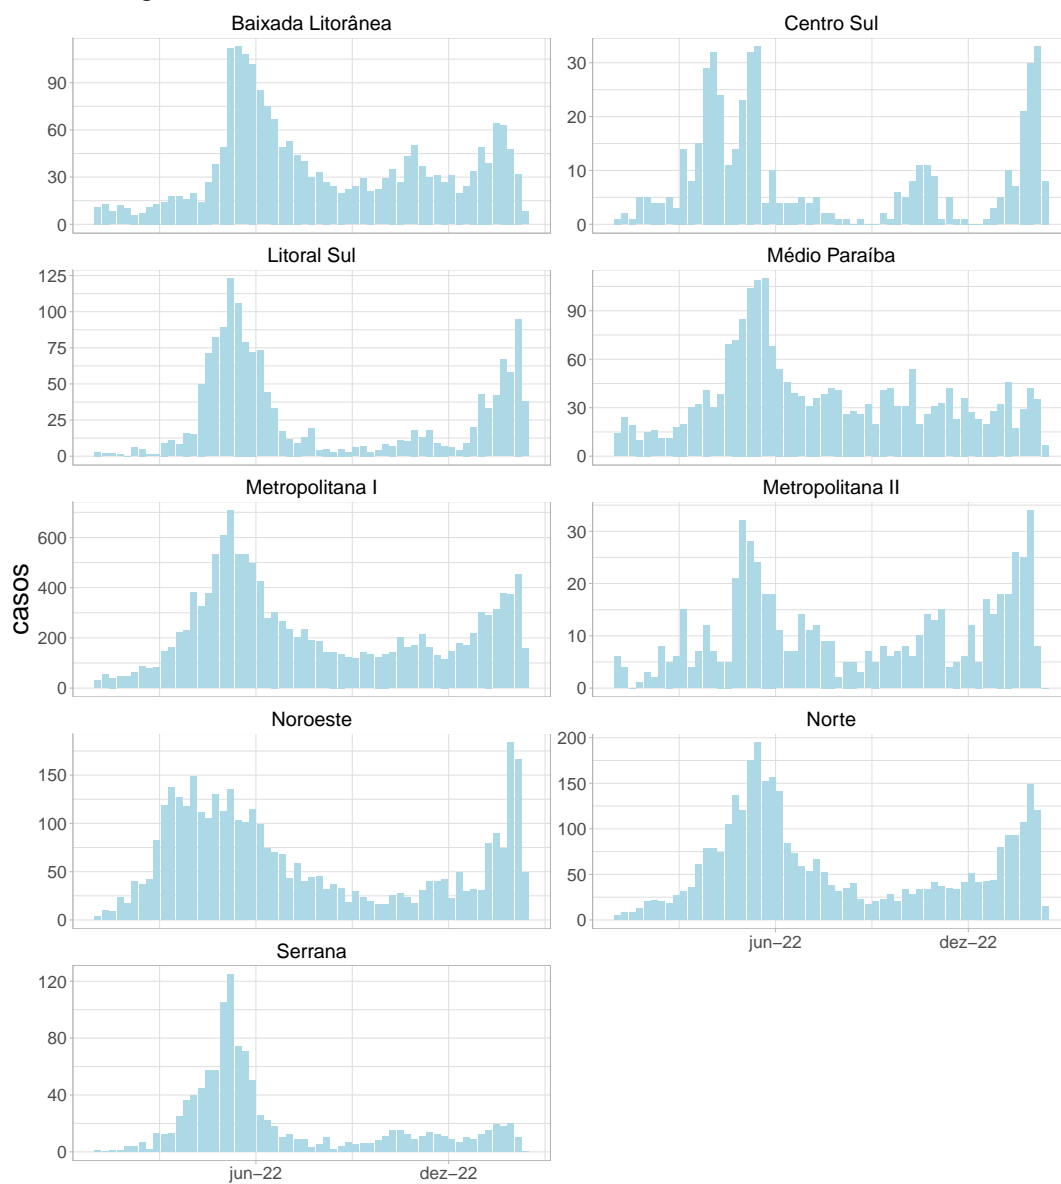 Baixada Litorânea
Centro Sul
90
60
30
0
30
20
10
0
Litoral Sul
Médio Paraíba
125
100
75
50
25
0
90
60
30
0
Metropolitana I
Metropolitana II
600
400
200
0
30
20
10
0
casos
Noroeste
Norte
150
100
50
0
200
150
100
50
0
jun−22
dez−22
Serrana
120
80
40
0
jun−22
dez−22